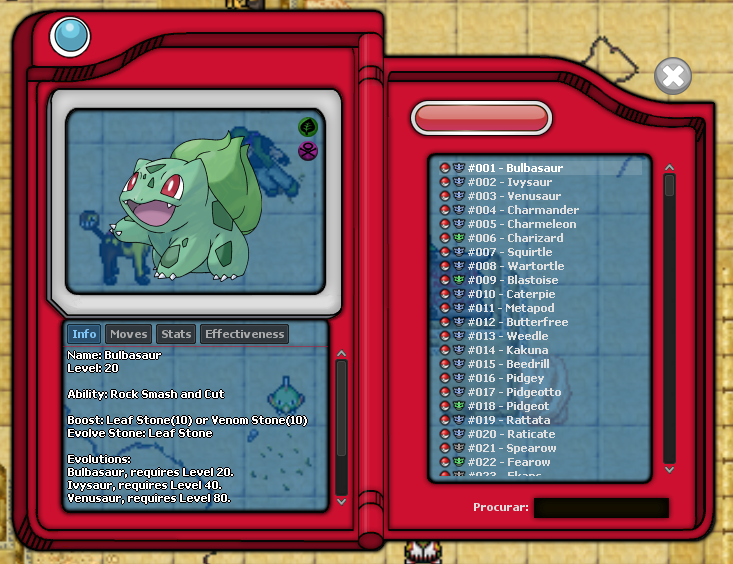 Info Moves Stats Effectiveness
Name: Bulbasaur
Level: 20
Ability: Rock Smash and Cut
Boost: Leaf Stone(10) or Venom Stone(10)
Evolve Stone: Leaf Stone
Evolutions:
Bulbasaur, requires Level 20.
Ivysaur, requires Level 40.
Venusaur, requires Level 80.
#001 - Bulbasaur
#002 - Ivysaur
#003 - Venusaur
#004 - Charmander
#005 - Charmeleon
#006 - Charizard
#007 - Squirtle
#008 - Wartortle
#009 - Blastoise
#010 - Caterpie
#011 - Metapod
#012 - Butterfree
#013 - Weedle
#014 - Kakuna
#015 - Beedrill
#016 - Pidgey
#017 - Pidgeotto
#018 - Pidgeot
#019 - Rattata
#020 - Raticate
#021 - Spearow
#022 - Fearow
#023 - Ekans
Procurar: